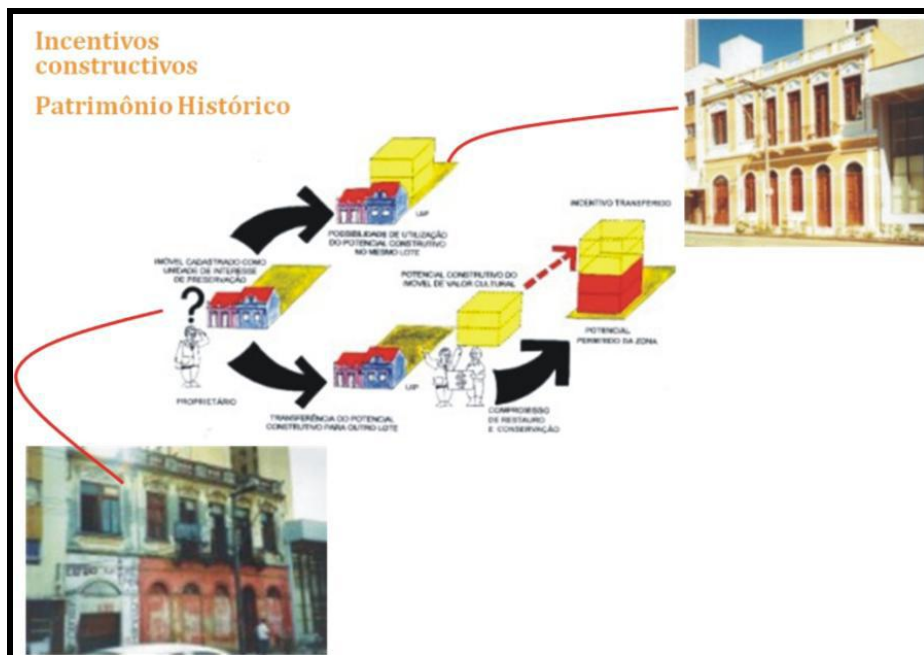 Incentivos
constructivos
Patrimônio Histórico
UIP
POSSIBILIDADE DE UTILIZAÇÃO
DO POTENCIAL CONSTRUTIVO
NO MESMO LOTE
INCENTIVO TRANSFERIDO
IMÓVEL CADASTRADO COMO
UNIDADE DE INTERESSE
DE PRESERVAÇÃO
POTENCIAL CONSTRUTIVO DO
IMÓVEL DE VALOR CULTURAL
?
POTENCIAL
PERMITIDO DA ZONA
UIP
PROPRIETÁRIO
TRANSFERÊNCIA DO POTENCIAL
CONSTRUTIVO PARA OUTRO LOTE
COMPROMISSO
DE RESTAURO
E CONSERVAÇÃO